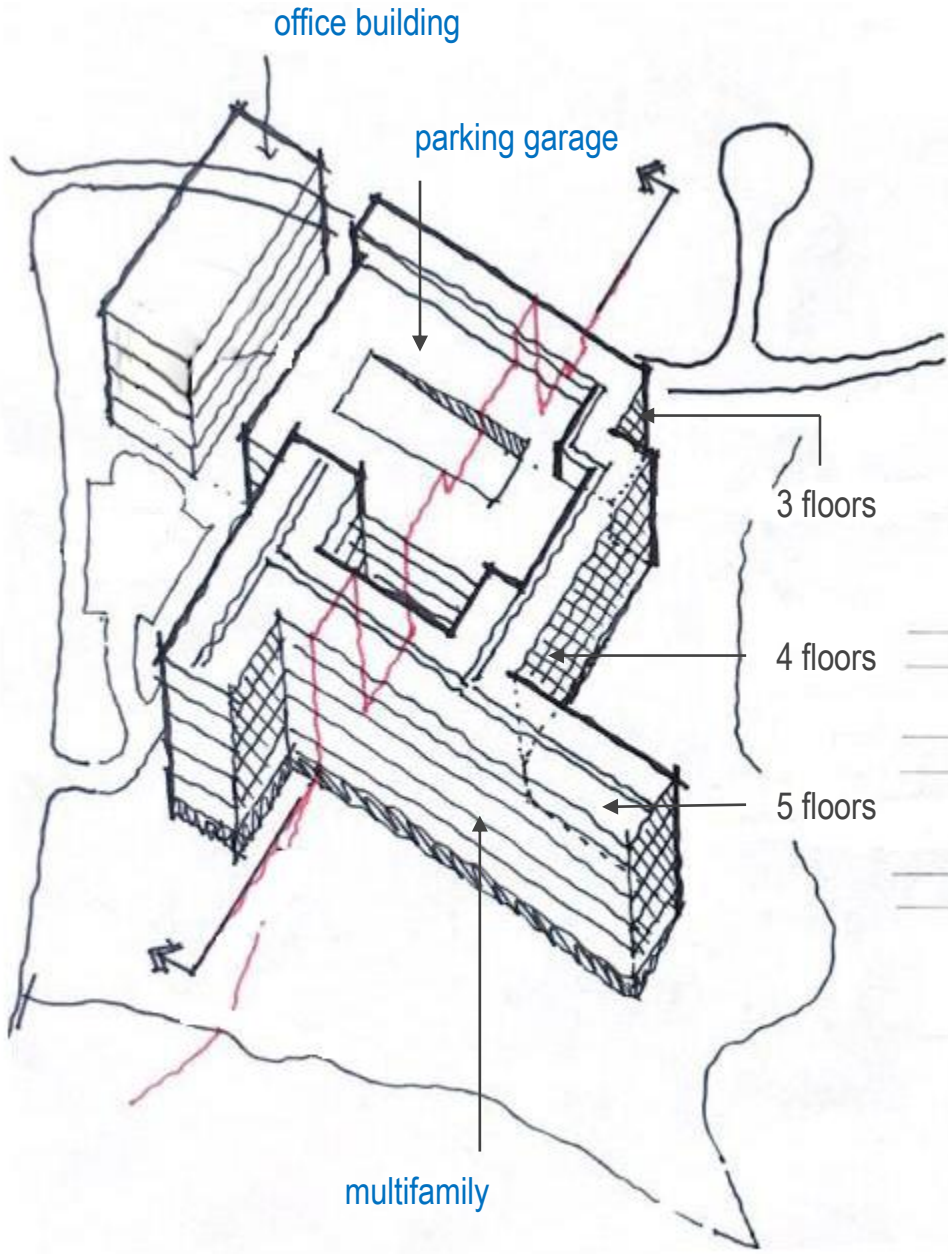 office building
parking garage
3 floors
4 floors
5 floors
multifamily